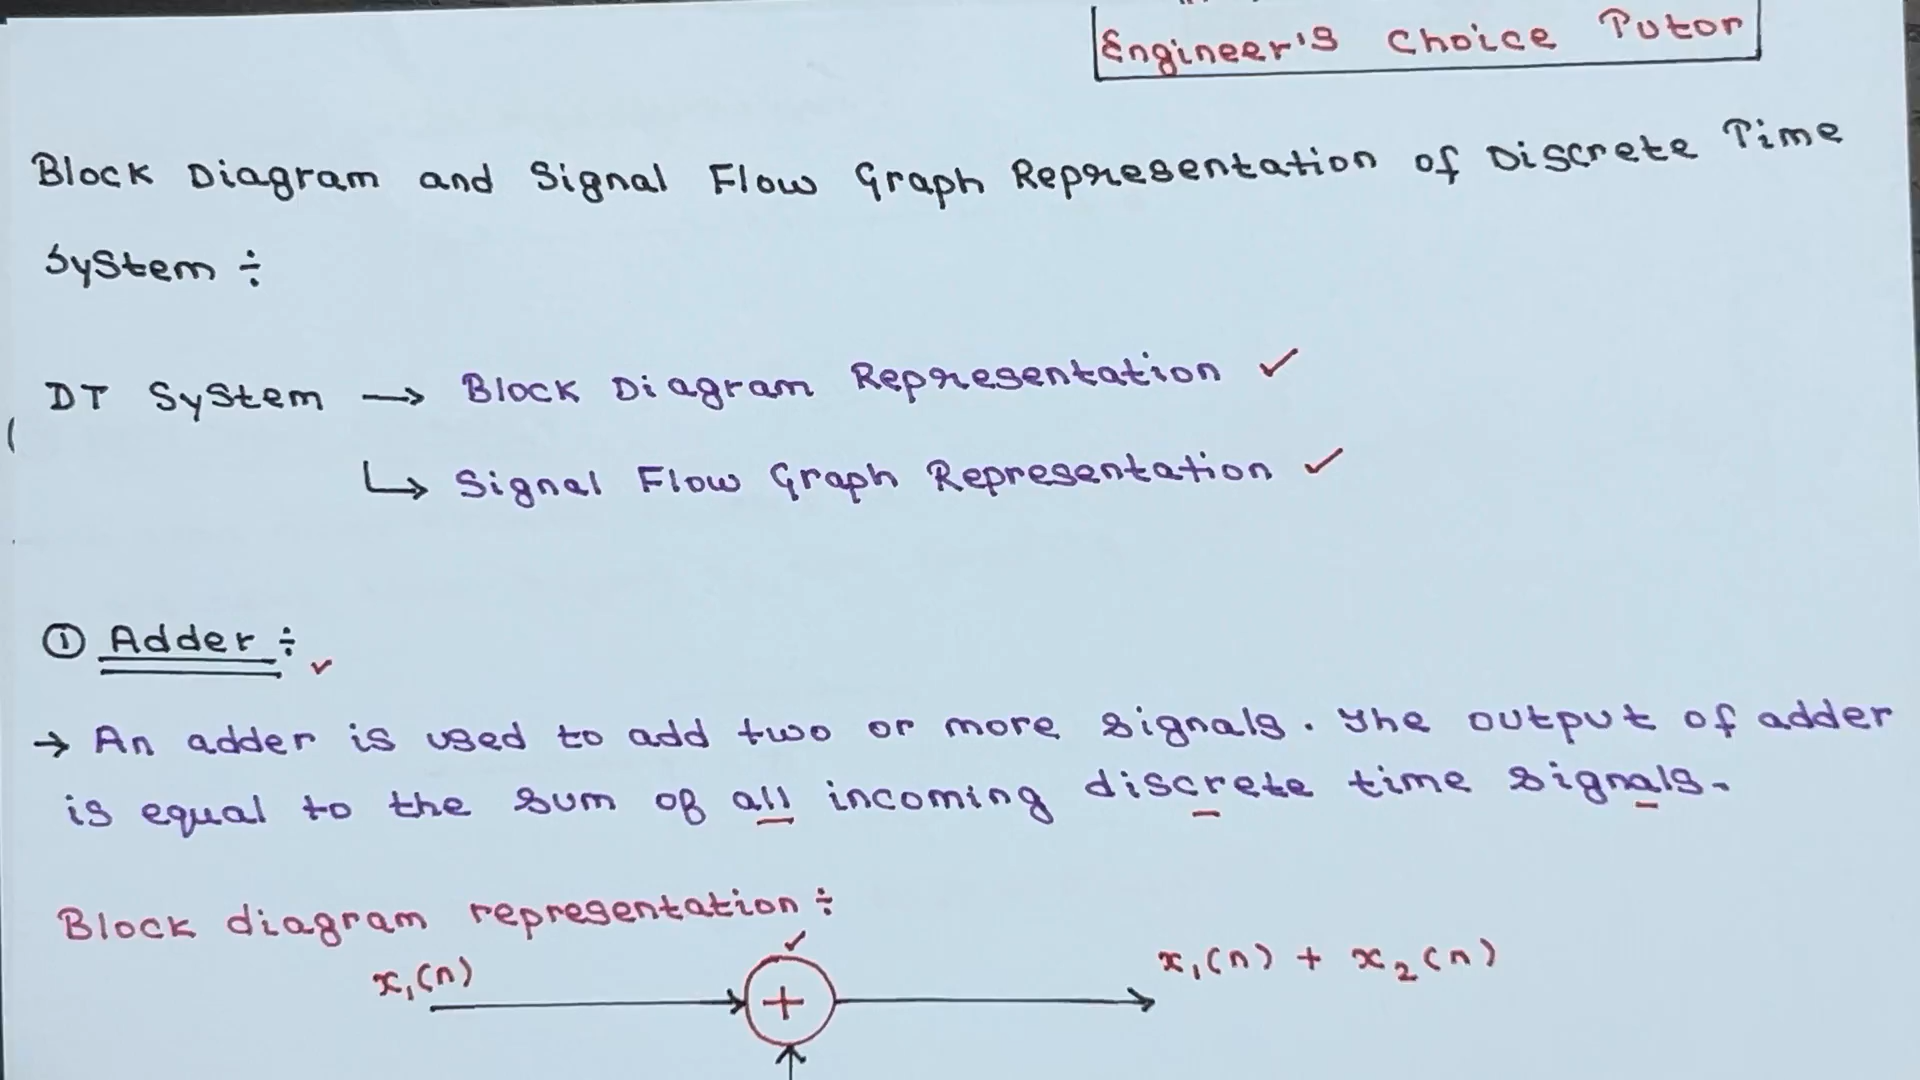 Engineer's Choice Tutor
Block Diagram and Signal Flow Graph Representation of Discrete Time
System ÷
DT System → Block Diagram Representation ✓
↳ Signal Flow Graph Representation ✓
① Adder ÷ ✓
→ An adder is used to add two or more signals. The output of adder
is equal to the sum of all incoming discrete time signals.
Block diagram representation ÷
x₁(n)
+
x₁(n) + x₂(n)